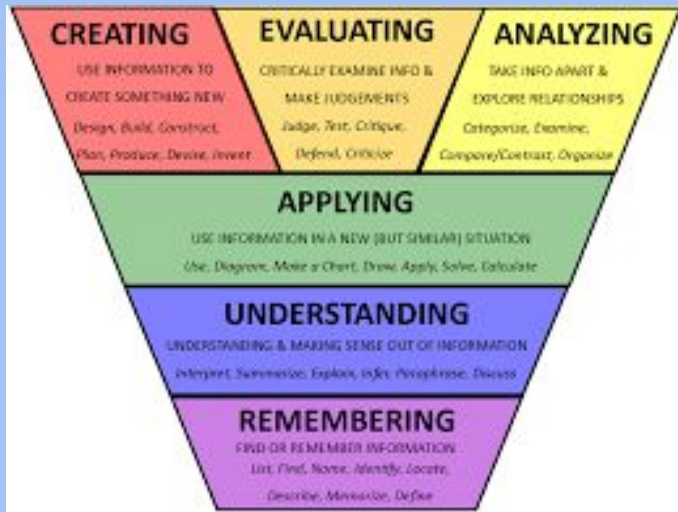 CREATING
USE INFORMATION TO
CREATE SOMETHING NEW
Design, Build, Construct,
Plan, Produce, Devise, Invent
EVALUATING
CRITICALLY EXAMINE INFO &
MAKE JUDGEMENTS
Judge, Test, Critique,
Defend, Criticize
ANALYZING
TAKE INFO APART &
EXPLORE RELATIONSHIPS
Categorize, Examine,
Compare/Contrast, Organize
APPLYING
USE INFORMATION IN A NEW (BUT SIMILAR) SITUATION
Use, Diagram, Make a Chart, Draw, Apply, Solve, Calculate
UNDERSTANDING
UNDERSTANDING & MAKING SENSE OUT OF INFORMATION
Interpret, Summarize, Explain, Infer, Paraphrase, Discuss
REMEMBERING
FIND OR REMEMBER INFORMATION
List, Find, Name, Identify, Locate,
Describe, Memorize, Define